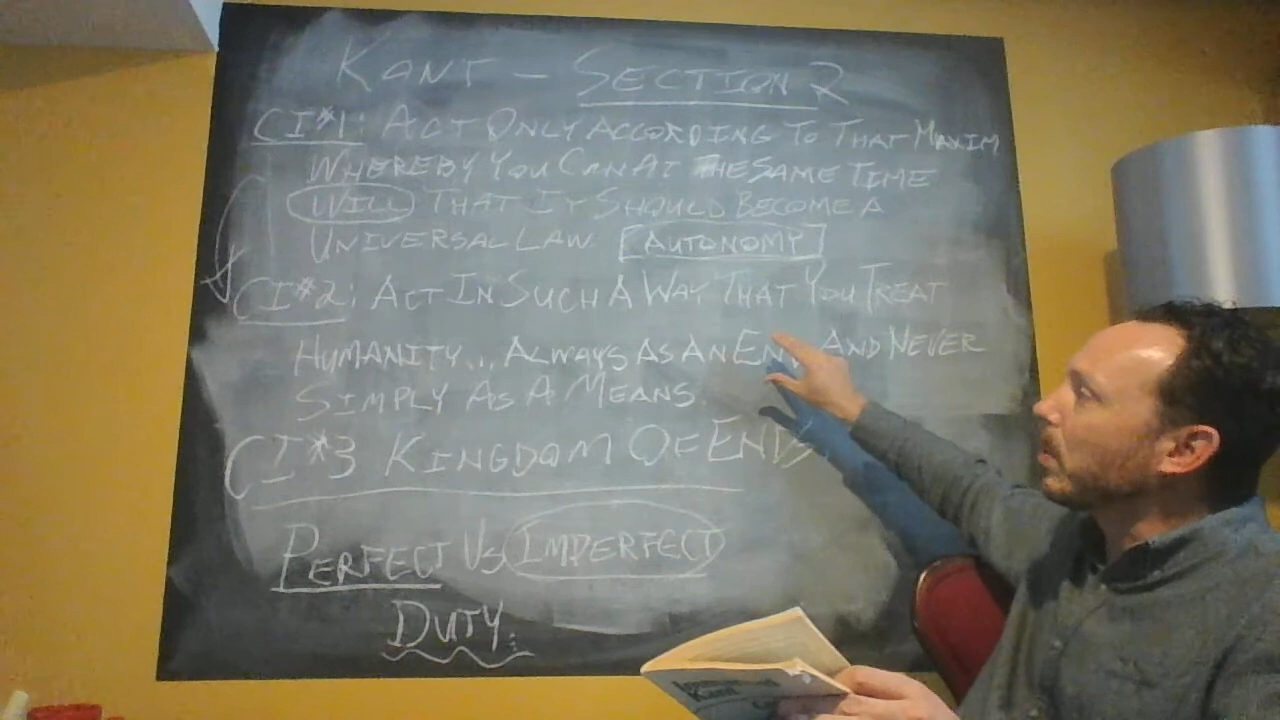 KANT – SECTION 2
CI#1: ACT ONLY ACCORDING TO THAT MAXIM
WHEREBY YOU CAN AT THE SAME TIME
WILL THAT IT SHOULD BECOME A
UNIVERSAL LAW AUTONOMY
CI#2: ACT IN SUCH A WAY THAT YOU TREAT
HUMANITY... ALWAYS AS AN END AND NEVER
SIMPLY AS A MEANS.
CI#3 KINGDOM OF ENDS
PERFECT VS IMPERFECT
DUTY:
Kant